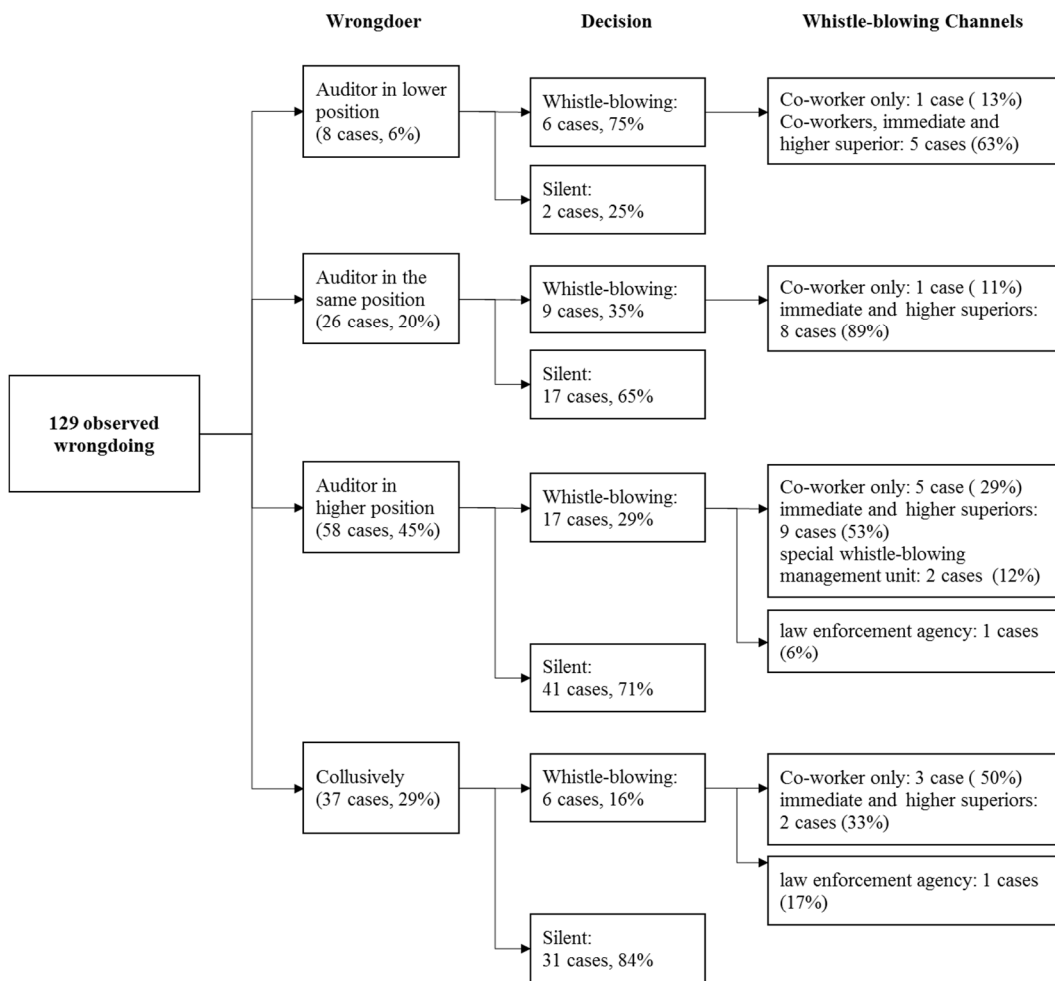 Wrongdoer
Decision
Whistle-blowing Channels
129 observed
wrongdoing
Auditor in lower
position
(8 cases, 6%)
Whistle-blowing:
6 cases, 75%
Co-worker only: 1 case ( 13%)
Co-workers, immediate and
higher superior: 5 cases (63%)
Silent:
2 cases, 25%
Auditor in the
same position
(26 cases, 20%)
Whistle-blowing:
9 cases, 35%
Co-worker only: 1 case ( 11%)
immediate and higher superiors:
8 cases (89%)
Silent:
17 cases, 65%
Auditor in
higher position
(58 cases, 45%)
Whistle-blowing:
17 cases, 29%
Co-worker only: 5 case ( 29%)
immediate and higher superiors:
9 cases (53%)
special whistle-blowing
management unit: 2 cases (12%)
law enforcement agency: 1 cases
(6%)
Silent:
41 cases, 71%
Collusively
(37 cases, 29%)
Whistle-blowing:
6 cases, 16%
Co-worker only: 3 case ( 50%)
immediate and higher superiors:
2 cases (33%)
law enforcement agency: 1 cases
(17%)
Silent:
31 cases, 84%